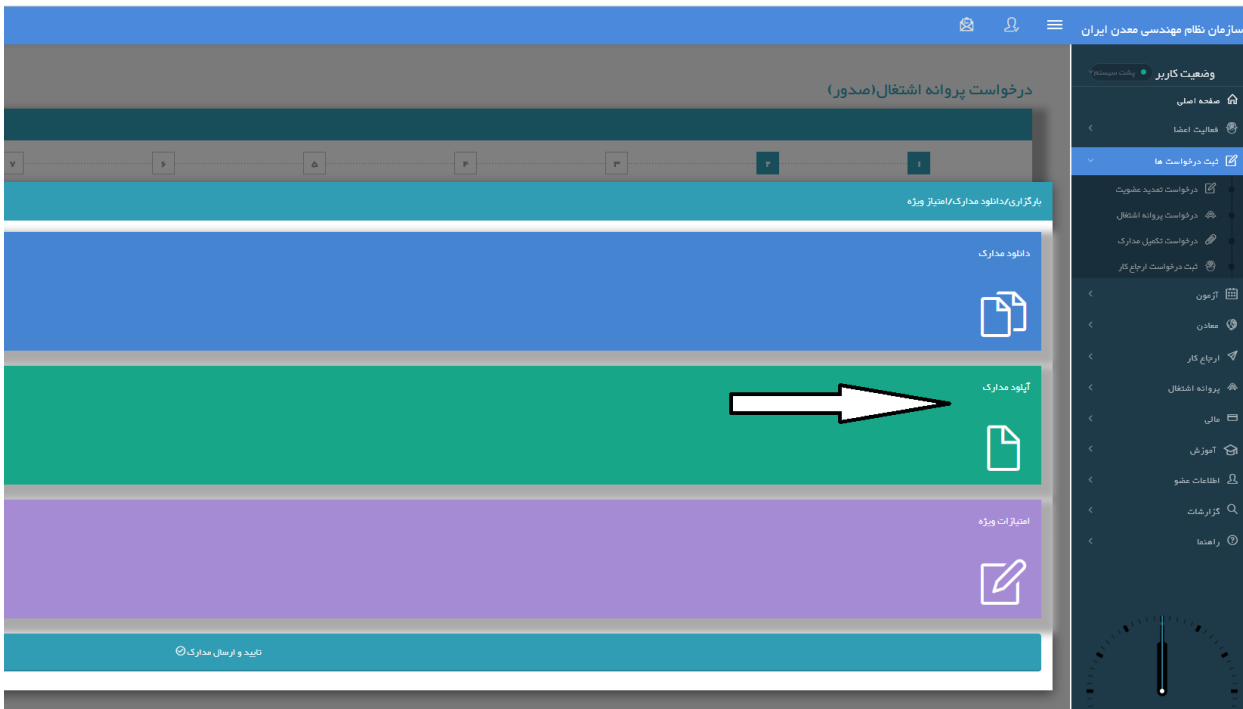 سازمان نظام مهندسی معدن ایران
وضعیت کاربر
پشت سیستم
صفحه اصلی
فعالیت اعضا
ثبت درخواست ها
درخواست تمدید عضویت
درخواست پروانه اشتغال
درخواست تکمیل مدارک
ثبت درخواست ارجاع کار
آزمون
معادن
ارجاع کار
پروانه اشتغال
مالی
آموزش
اطلاعات عضو
گزارشات
راهنما
درخواست پروانه اشتغال(صدور)
۱ ۲ ۳ ۴ ۵ ۶ ۷
بارگزاری/دانلود مدارک/امتیاز ویژه
دانلود مدارک
آپلود مدارک
امتیازات ویژه
تایید و ارسال مدارک